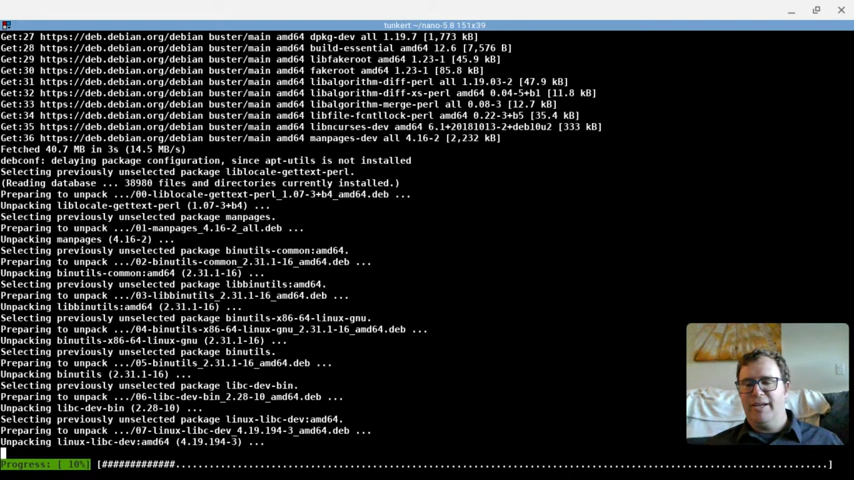 tunkert ~/nano-5.8 151x39
Get:27 https://deb.debian.org/debian buster/main amd64 dpkg-dev all 1.19.7 [1,773 kB]
Get:28 https://deb.debian.org/debian buster/main amd64 build-essential amd64 12.6 [7,576 B]
Get:29 https://deb.debian.org/debian buster/main amd64 libfakeroot amd64 1.23-1 [45.9 kB]
Get:30 https://deb.debian.org/debian buster/main amd64 fakeroot amd64 1.23-1 [85.8 kB]
Get:31 https://deb.debian.org/debian buster/main amd64 libalgorithm-diff-perl all 1.19.03-2 [47.9 kB]
Get:32 https://deb.debian.org/debian buster/main amd64 libalgorithm-diff-xs-perl amd64 0.04-5+b1 [11.8 kB]
Get:33 https://deb.debian.org/debian buster/main amd64 libalgorithm-merge-perl all 0.08-3 [12.7 kB]
Get:34 https://deb.debian.org/debian buster/main amd64 libfile-fcntllock-perl amd64 0.22-3+b5 [35.4 kB]
Get:35 https://deb.debian.org/debian buster/main amd64 libncurses-dev amd64 6.1+20181013-2+deb10u2 [333 kB]
Get:36 https://deb.debian.org/debian buster/main amd64 manpages-dev all 4.16-2 [2,232 kB]
Fetched 40.7 MB in 3s (14.5 MB/s)
debconf: delaying package configuration, since apt-utils is not installed
Selecting previously unselected package liblocale-gettext-perl.
(Reading database ... 38980 files and directories currently installed.)
Preparing to unpack .../00-liblocale-gettext-perl_1.07-3+b4_amd64.deb ...
Unpacking liblocale-gettext-perl (1.07-3+b4) ...
Selecting previously unselected package manpages.
Preparing to unpack .../01-manpages_4.16-2_all.deb ...
Unpacking manpages (4.16-2) ...
Selecting previously unselected package binutils-common:amd64.
Preparing to unpack .../02-binutils-common_2.31.1-16_amd64.deb ...
Unpacking binutils-common:amd64 (2.31.1-16) ...
Selecting previously unselected package libbinutils:amd64.
Preparing to unpack .../03-libbinutils_2.31.1-16_amd64.deb ...
Unpacking libbinutils:amd64 (2.31.1-16) ...
Selecting previously unselected package binutils-x86-64-linux-gnu.
Preparing to unpack .../04-binutils-x86-64-linux-gnu_2.31.1-16_amd64.deb ...
Unpacking binutils-x86-64-linux-gnu (2.31.1-16) ...
Selecting previously unselected package binutils.
Preparing to unpack .../05-binutils_2.31.1-16_amd64.deb ...
Unpacking binutils (2.31.1-16) ...
Selecting previously unselected package libc-dev-bin.
Preparing to unpack .../06-libc-dev-bin_2.28-10_amd64.deb ...
Unpacking libc-dev-bin (2.28-10) ...
Selecting previously unselected package linux-libc-dev:amd64.
Preparing to unpack .../07-linux-libc-dev_4.19.194-3_amd64.deb ...
Unpacking linux-libc-dev:amd64 (4.19.194-3) ...
Progress: [ 10%] [#############......................................................................................................................]